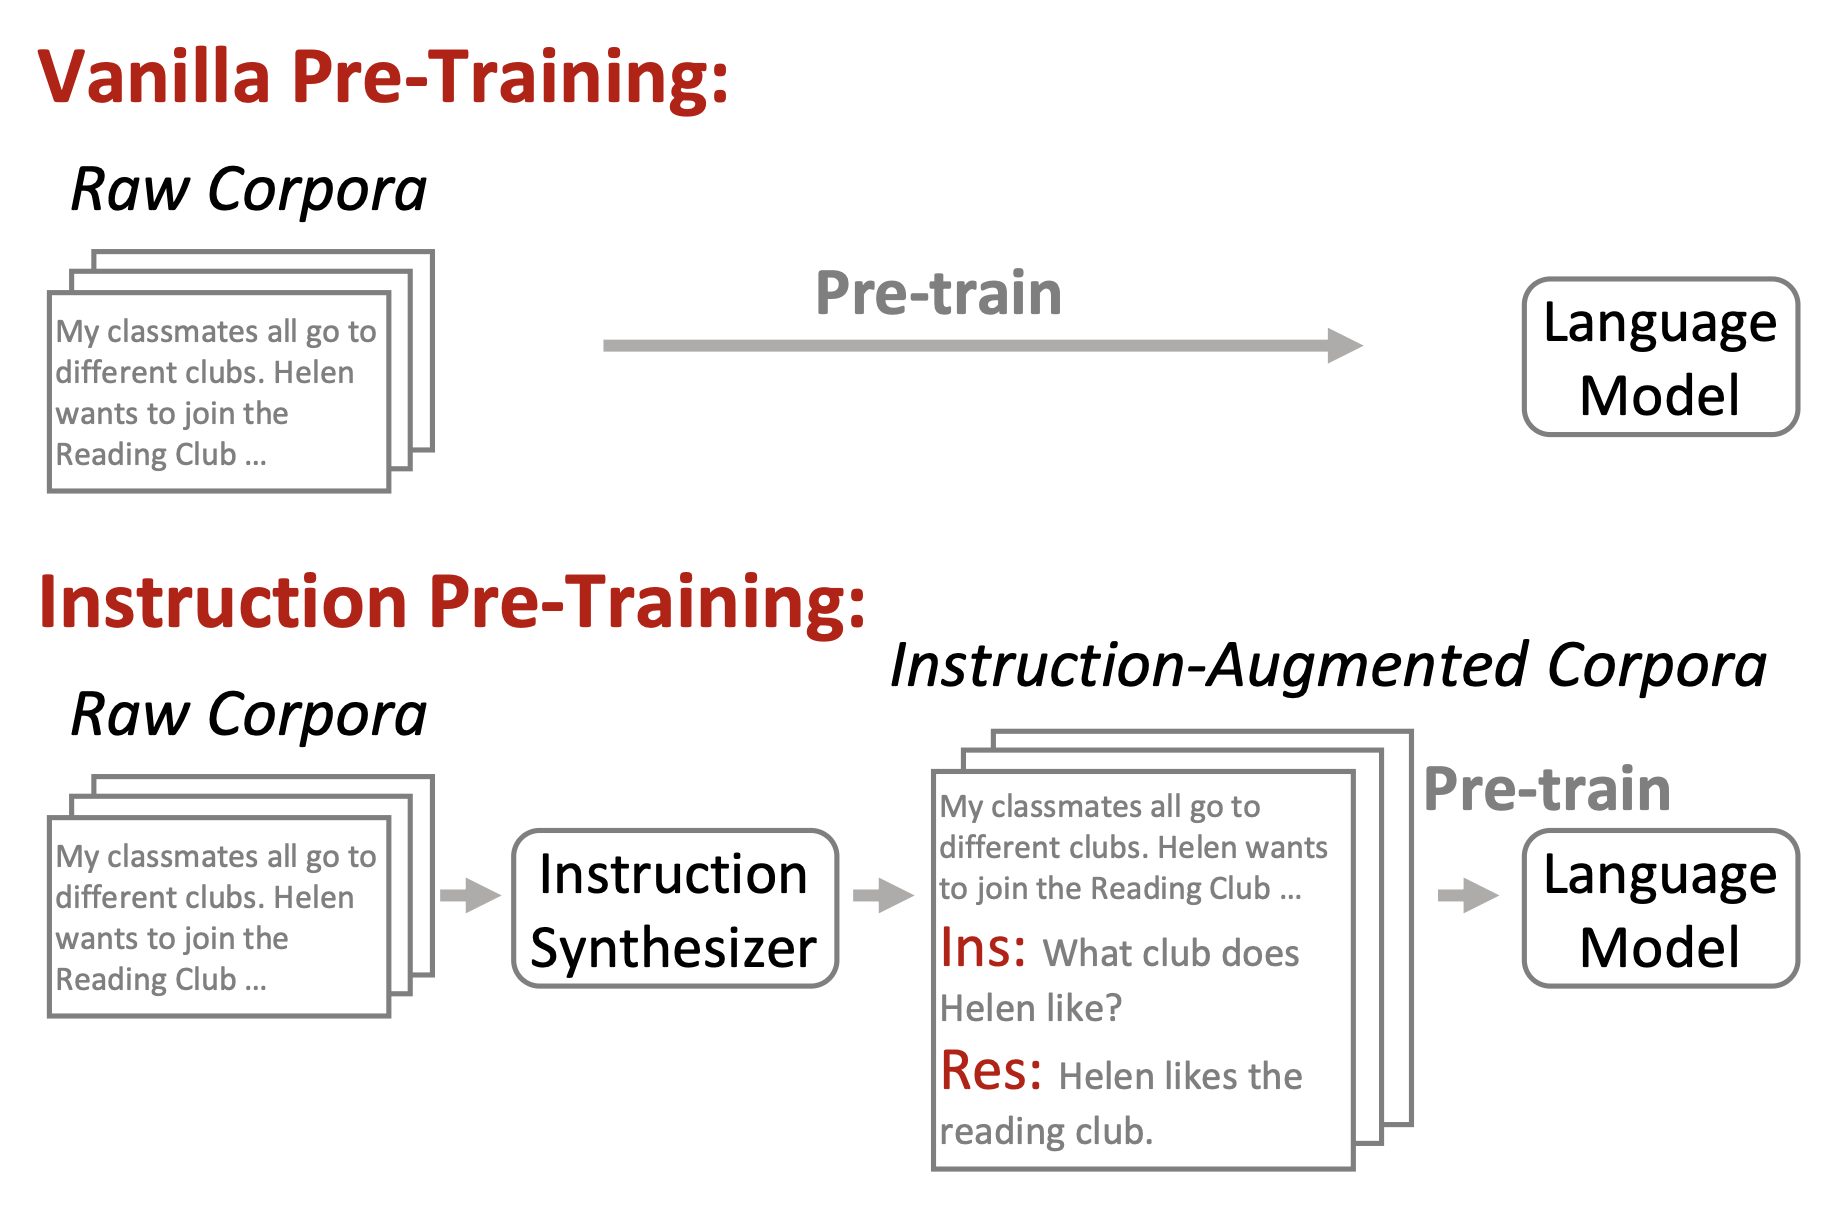 Vanilla Pre-Training:
Raw Corpora
My classmates all go to
different clubs. Helen
wants to join the
Reading Club ...
Pre-train
Language
Model
Instruction Pre-Training:
Raw Corpora
My classmates all go to
different clubs. Helen
wants to join the
Reading Club ...
Instruction
Synthesizer
Instruction-Augmented Corpora
My classmates all go to
different clubs. Helen wants
to join the Reading Club ...
Ins: What club does
Helen like?
Res: Helen likes the
reading club.
Pre-train
Language
Model